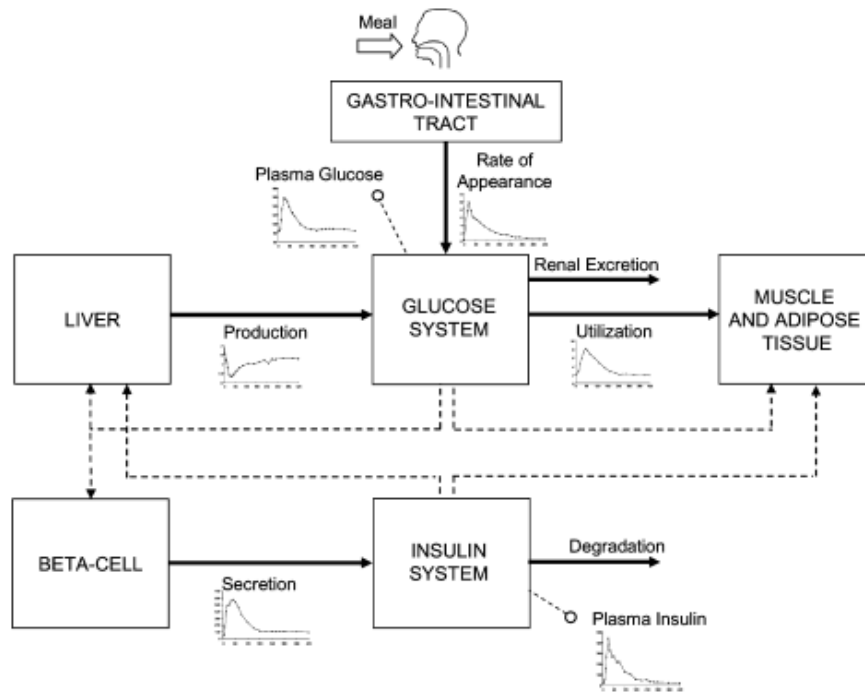 Meal
GASTRO-INTESTINAL
TRACT
Plasma Glucose
Rate of
Appearance
LIVER
Production
GLUCOSE
SYSTEM
Renal Excretion
Utilization
MUSCLE
AND ADIPOSE
TISSUE
BETA-CELL
Secretion
INSULIN
SYSTEM
Degradation
Plasma Insulin